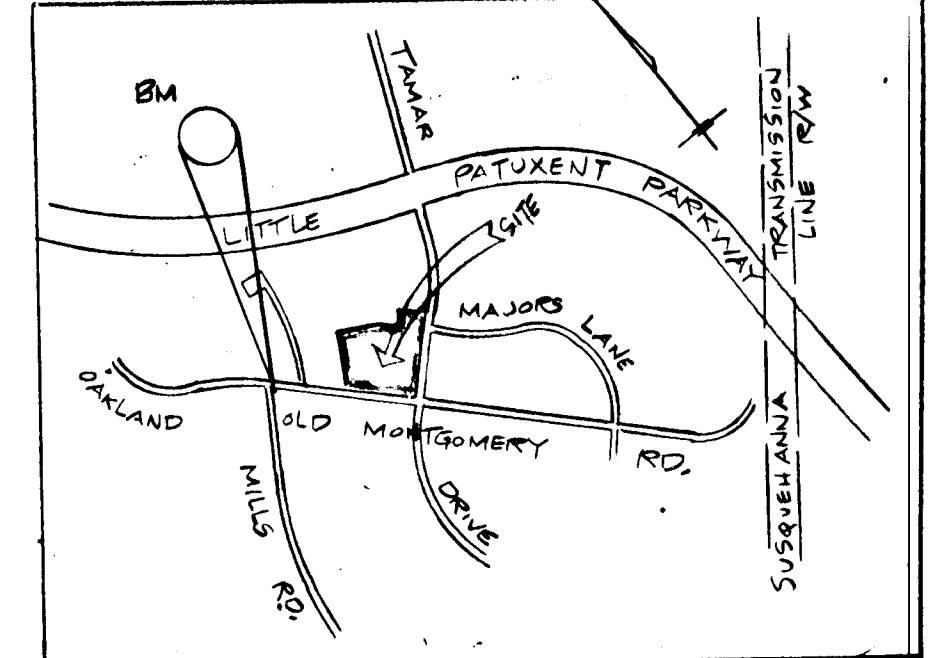 BM
TAMAR
LITTLE PATUXENT PARKWAY
SITE
MAJORS LANE
OAKLAND MILLS RD.
OLD MONTGOMERY RD.
DRIVE
SUSQUEHANNA TRANSMISSION
LINE R/W